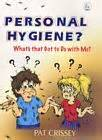 PERSONAL
HYGIENE?
What's that Got to Do with Me?
PAT CRISSEY